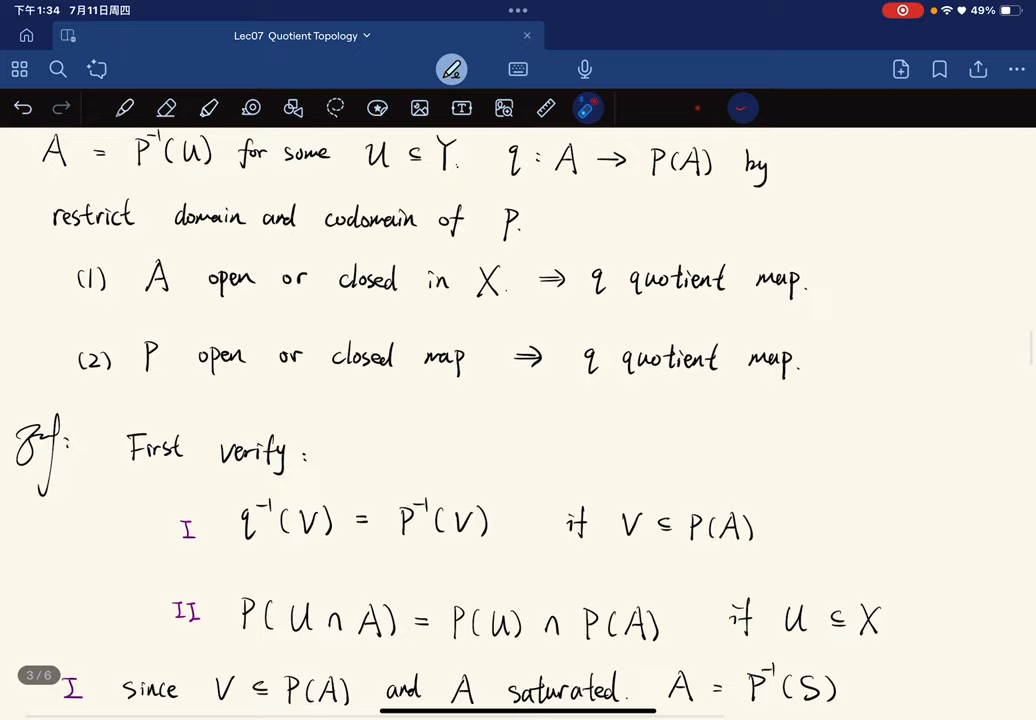 下午1:34 7月11日周四
49%
Lec07 Quotient Topology
A = P⁻¹(U) for some U ⊆ Y. q : A → P(A) by
restrict domain and codomain of P.
(1) A open or closed in X. ⇒ q quotient map.
(2) P open or closed map ⇒ q quotient map.
First verify:
I q⁻¹(V) = P⁻¹(V) if V ⊆ P(A)
II P(U ∩ A) = P(U) ∩ P(A) if U ⊆ X
3/6
I since V ⊆ P(A) and A saturated. A = P⁻¹(S)